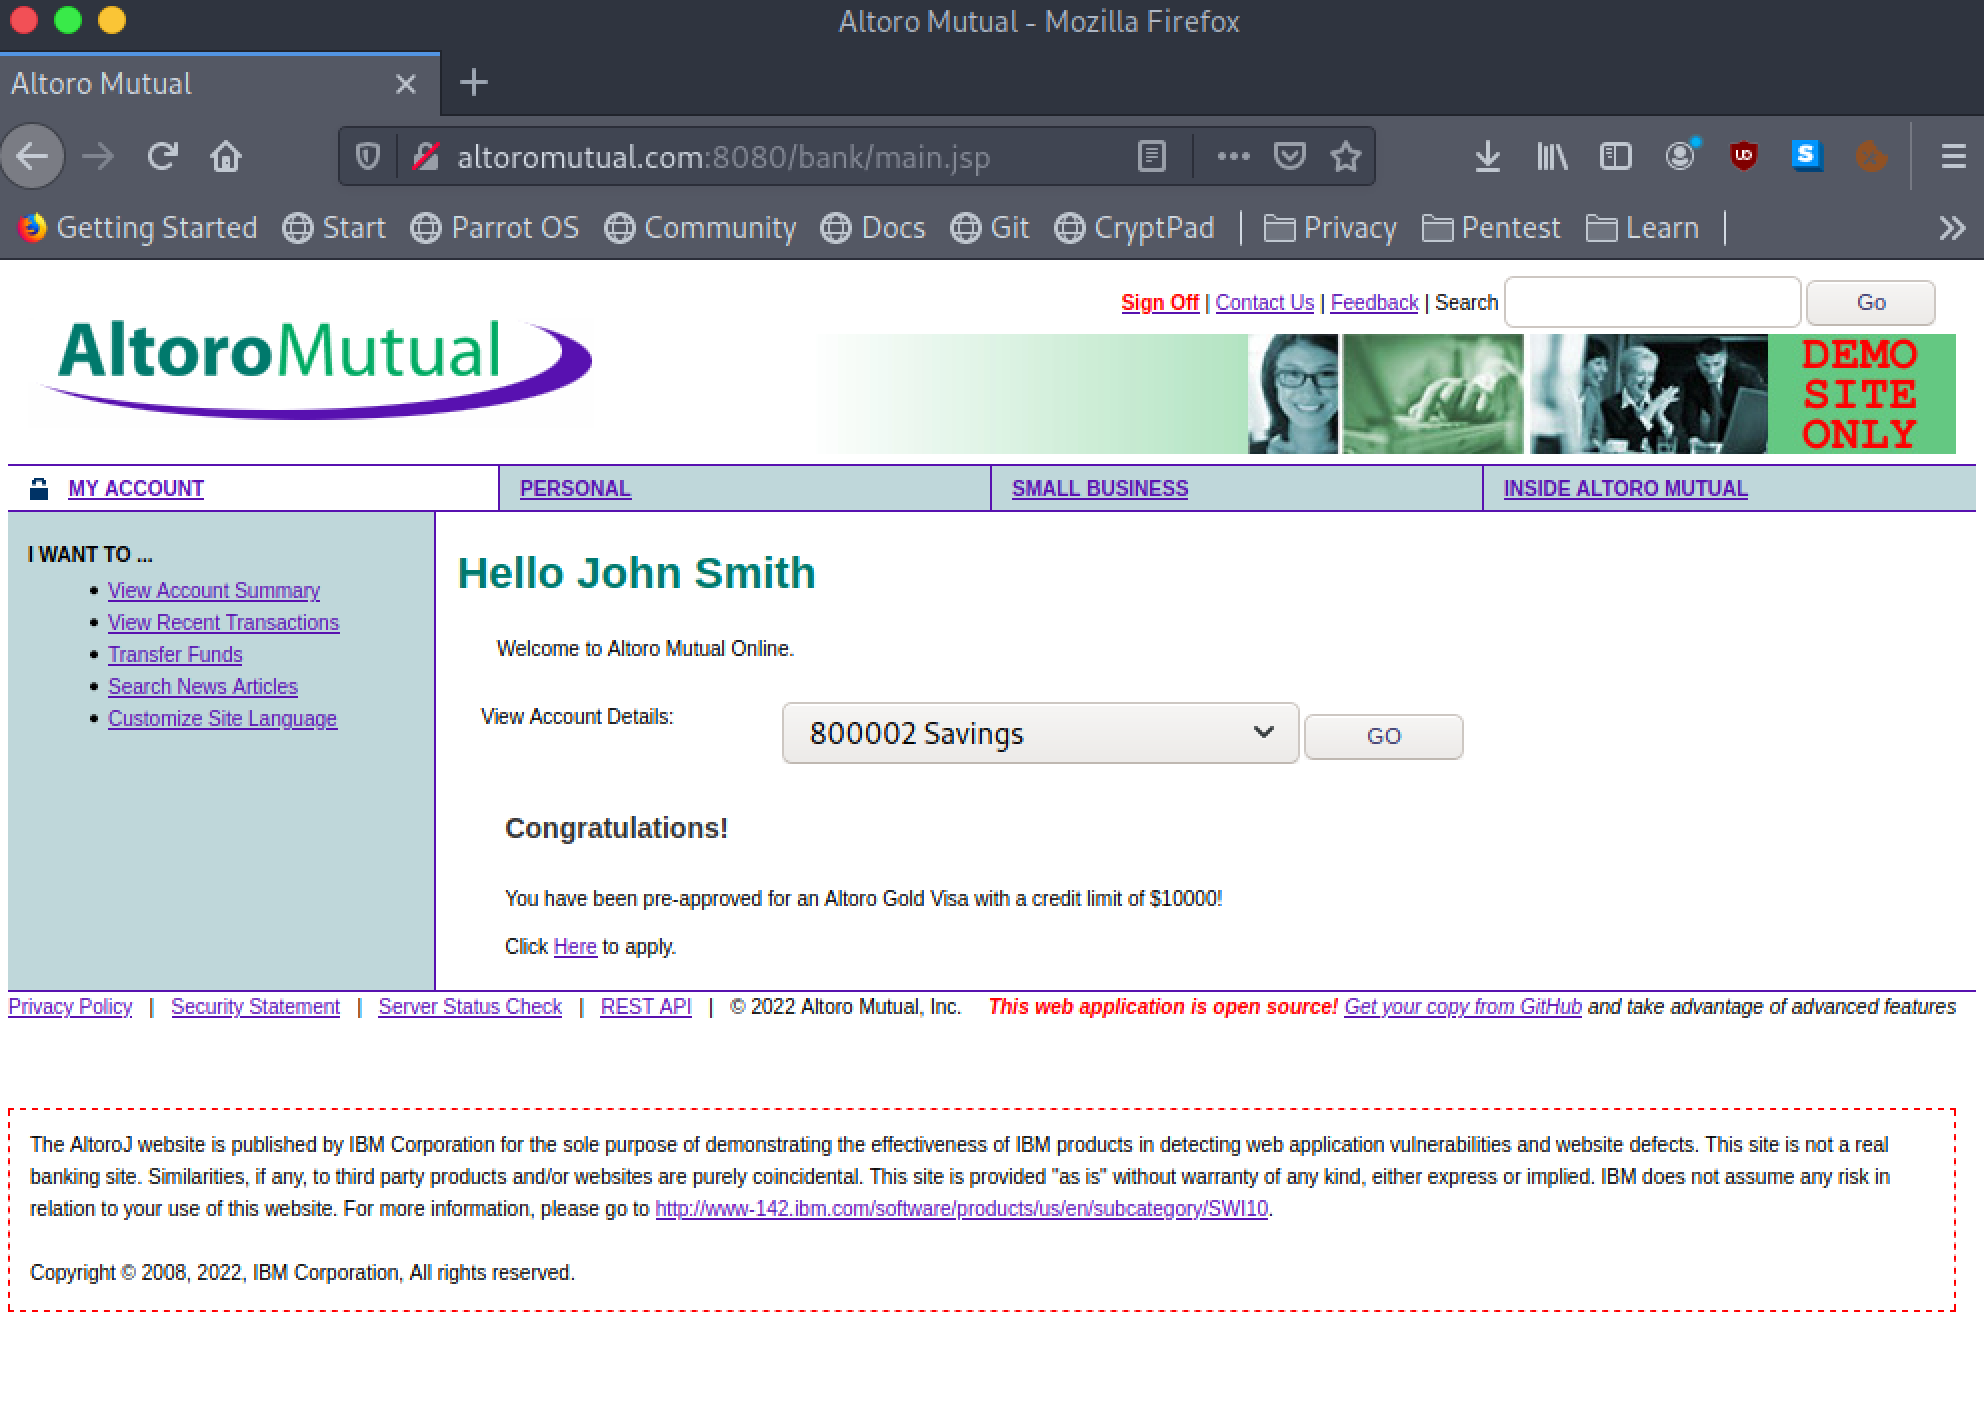 Altoro Mutual - Mozilla Firefox
Altoro Mutual
altoromutual.com:8080/bank/main.jsp
Getting Started Start Parrot OS Community Docs Git CryptPad Privacy Pentest Learn
Sign Off | Contact Us | Feedback | Search Go
AltoroMutual
DEMO
SITE
ONLY
MY ACCOUNT PERSONAL SMALL BUSINESS INSIDE ALTORO MUTUAL
I WANT TO ...
• View Account Summary
• View Recent Transactions
• Transfer Funds
• Search News Articles
• Customize Site Language
Hello John Smith
Welcome to Altoro Mutual Online.
View Account Details: 800002 Savings GO
Congratulations!
You have been pre-approved for an Altoro Gold Visa with a credit limit of $10000!
Click Here to apply.
Privacy Policy | Security Statement | Server Status Check | REST API | © 2022 Altoro Mutual, Inc. This web application is open source! Get your copy from GitHub and take advantage of advanced features
The AltoroJ website is published by IBM Corporation for the sole purpose of demonstrating the effectiveness of IBM products in detecting web application vulnerabilities and website defects. This site is not a real
banking site. Similarities, if any, to third party products and/or websites are purely coincidental. This site is provided "as is" without warranty of any kind, either express or implied. IBM does not assume any risk in
relation to your use of this website. For more information, please go to http://www-142.ibm.com/software/products/us/en/subcategory/SWI10.
Copyright © 2008, 2022, IBM Corporation, All rights reserved.